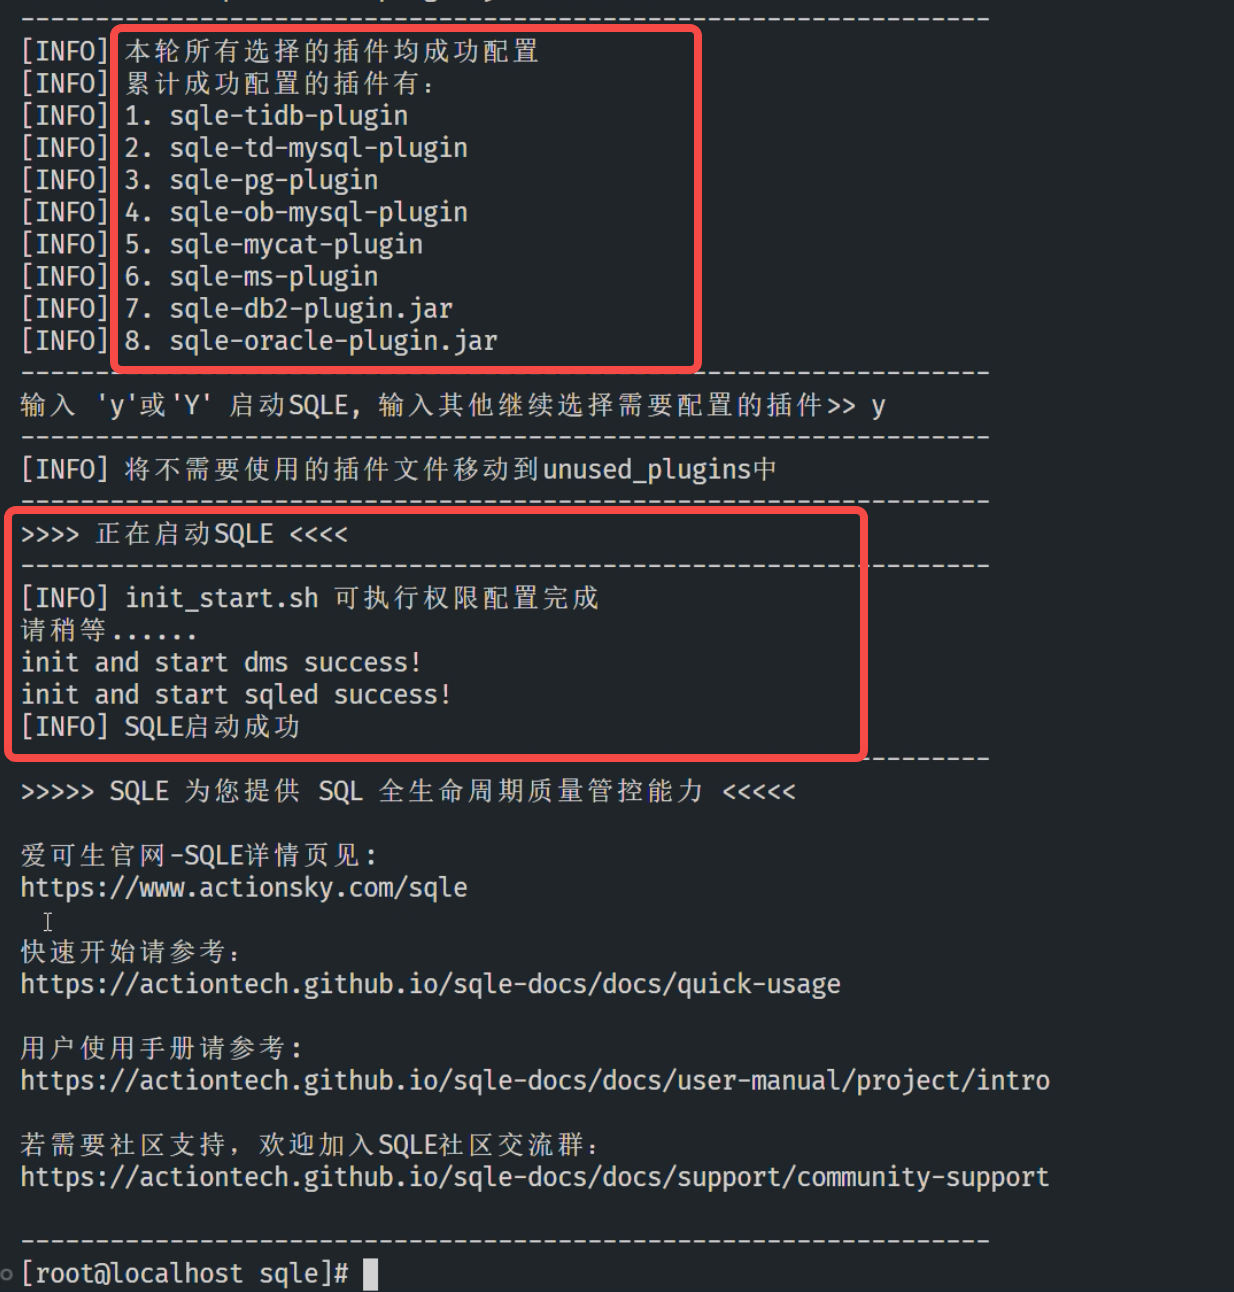 -----------------------------------------------------------------
[INFO] 本轮所有选择的插件均成功配置
[INFO] 累计成功配置的插件有:
[INFO] 1. sqle-tidb-plugin
[INFO] 2. sqle-td-mysql-plugin
[INFO] 3. sqle-pg-plugin
[INFO] 4. sqle-ob-mysql-plugin
[INFO] 5. sqle-mycat-plugin
[INFO] 6. sqle-ms-plugin
[INFO] 7. sqle-db2-plugin.jar
[INFO] 8. sqle-oracle-plugin.jar
-----------------------------------------------------------------
输入 'y'或'Y' 启动SQLE, 输入其他继续选择需要配置的插件>> y
-----------------------------------------------------------------
[INFO] 将不需要使用的插件文件移动到unused_plugins中
-----------------------------------------------------------------
>>>> 正在启动SQLE <<<<
-----------------------------------------------------------------
[INFO] init_start.sh 可执行权限配置完成
请稍等......
init and start dms success!
init and start sqled success!
[INFO] SQLE启动成功
-----------------------------------------------------------------
>>>>> SQLE 为您提供 SQL 全生命周期质量管控能力 <<<<<
爱可生官网-SQLE详情页见:
https://www.actionsky.com/sqle
快速开始请参考:
https://actiontech.github.io/sqle-docs/docs/quick-usage
用户使用手册请参考:
https://actiontech.github.io/sqle-docs/docs/user-manual/project/intro
若需要社区支持, 欢迎加入SQLE社区交流群:
https://actiontech.github.io/sqle-docs/docs/support/community-support
-----------------------------------------------------------------
[root@localhost sqle]#